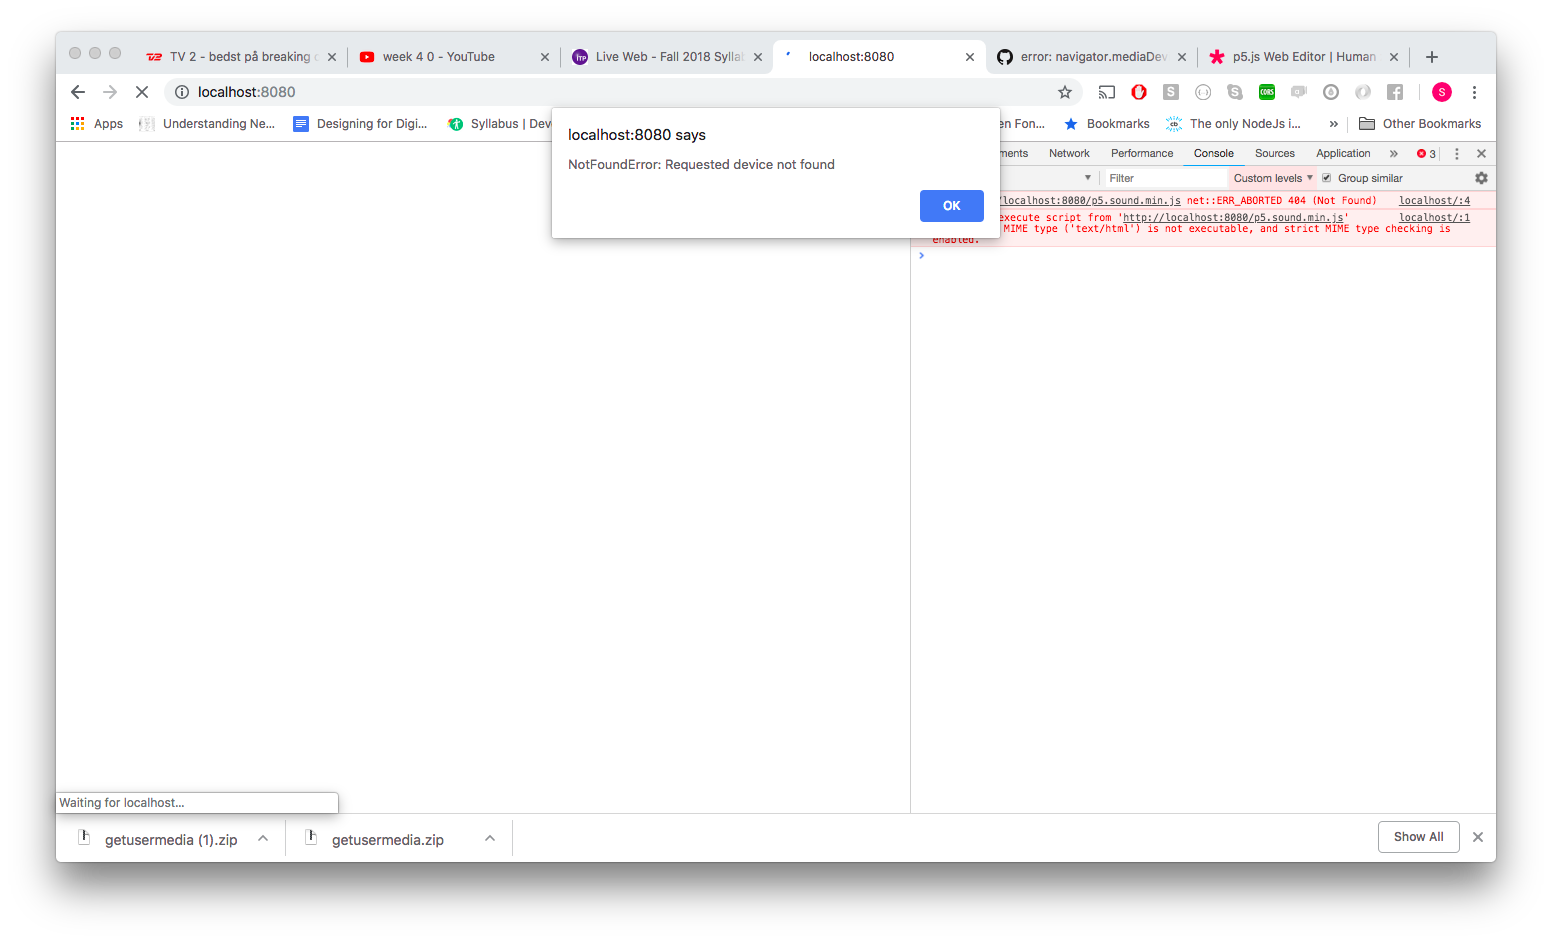 TV 2 - bedst på breaking
week 4 0 - YouTube
Live Web - Fall 2018 Sylla
localhost:8080
error: navigator.mediaDev
p5.js Web Editor | Human
localhost:8080
Apps
Understanding Ne...
Designing for Digi...
Syllabus | Dev
en Fon...
Bookmarks
The only NodeJs i...
»
Other Bookmarks
localhost:8080 says
NotFoundError: Requested device not found
OK
ments
Network
Performance
Console
Sources
Application
»
3
Filter
Custom levels
Group similar
/localhost:8080/p5.sound.min.js net::ERR_ABORTED 404 (Not Found)
localhost/:4
execute script from 'http://localhost:8080/p5.sound.min.js'
localhost/:1
MIME type ('text/html') is not executable, and strict MIME type checking is
enabled.
Waiting for localhost...
getusermedia (1).zip
getusermedia.zip
Show All